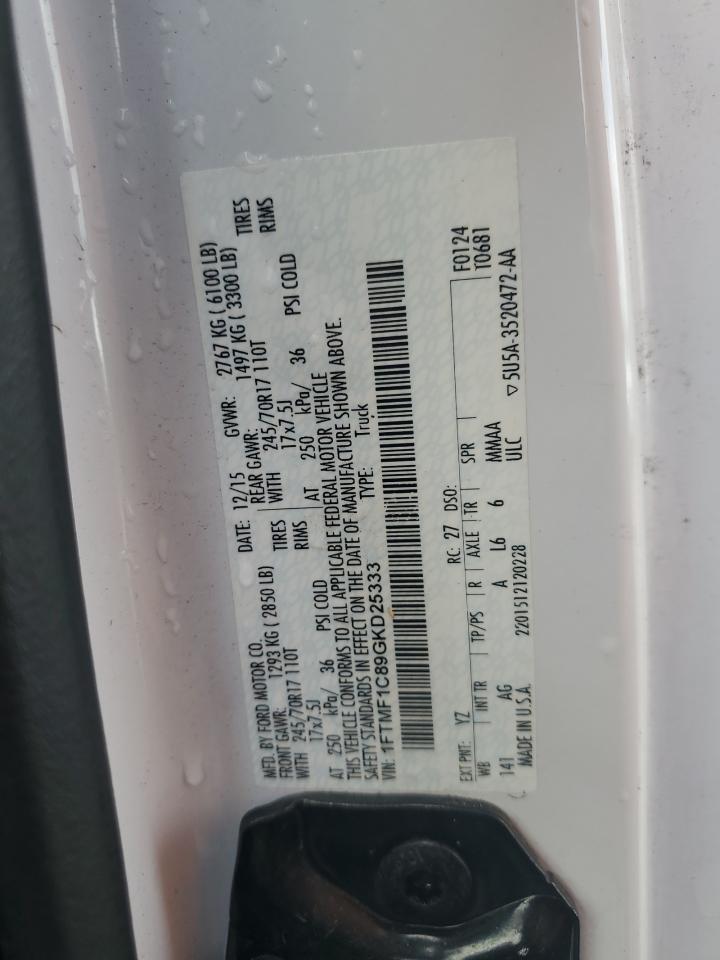 MFD. BY FORD MOTOR CO.
DATE: 12/15 GVWR: 2767 KG ( 6100 LB)
FRONT GAWR: 1293 KG ( 2850 LB) REAR GAWR: 1497 KG ( 3300 LB)
WITH 245/70R17 110T TIRES WITH 245/70R17 110T TIRES
17x7.5J RIMS 17x7.5J RIMS
AT 250 kPa/ 36 PSI COLD AT 250 kPa/ 36 PSI COLD
THIS VEHICLE CONFORMS TO ALL APPLICABLE FEDERAL MOTOR VEHICLE
SAFETY STANDARDS IN EFFECT ON THE DATE OF MANUFACTURE SHOWN ABOVE.
VIN: 1FTMF1C89GKD25333 TYPE: Truck
EXT PNT: YZ RC: 27 DSO: F0124
WB INT TR TP/PS R AXLE TR SPR T0681
141 AG A L6 6 MMAA
ULC
MADE IN U.S.A. 2201512120228 ▽ 5U5A-3520472-AA